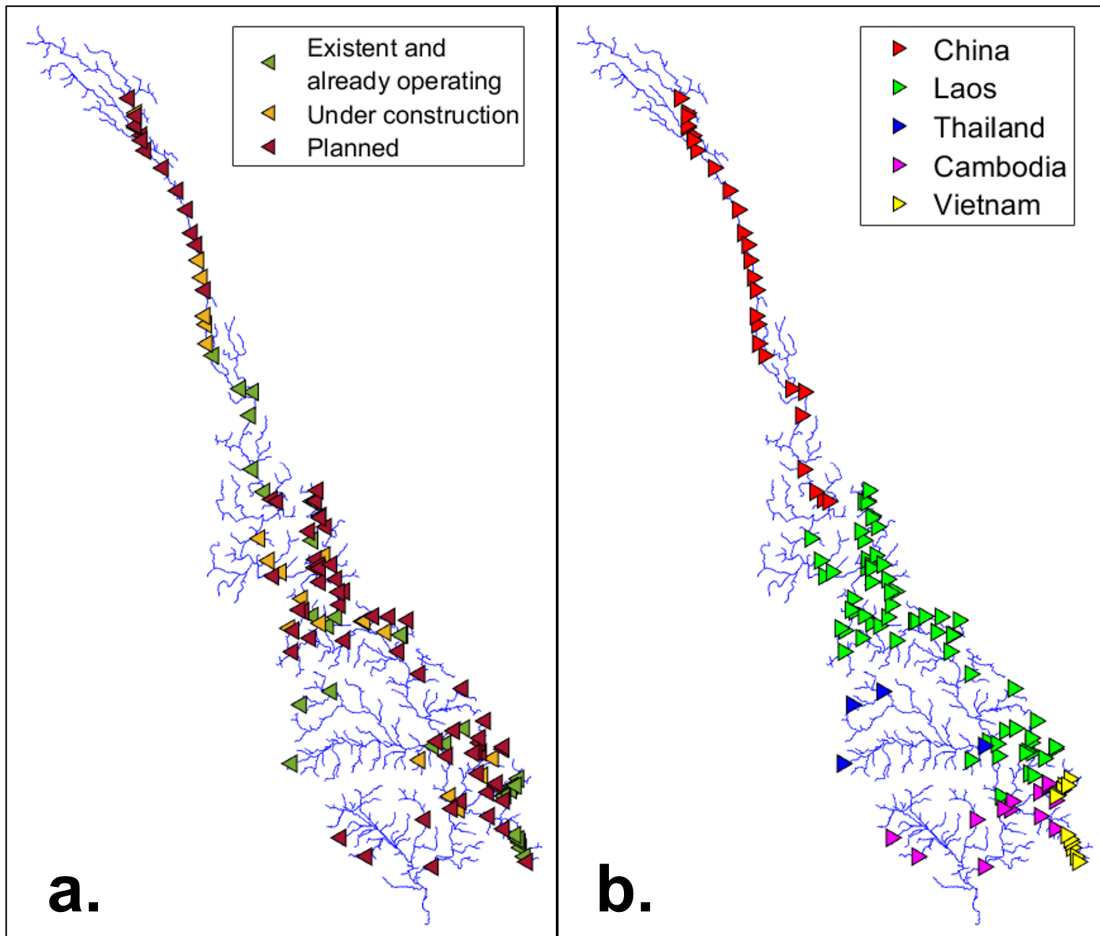 Existent and
already operating
Under construction
Planned
a.
China
Laos
Thailand
Cambodia
Vietnam
b.